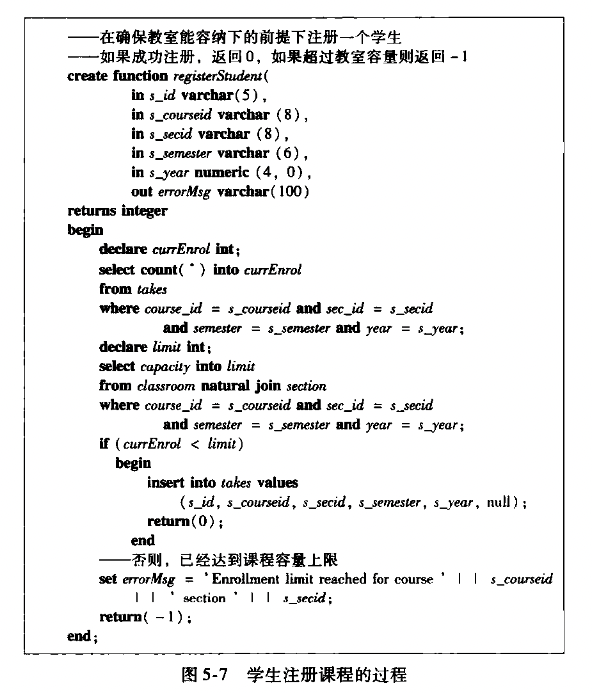 ——在确保教室能容纳下的前提下注册一个学生
——如果成功注册，返回0，如果超过教室容量则返回-1
create function registerStudent(
in s_id varchar(5),
in s_courseid varchar (8),
in s_secid varchar (8),
in s_semester varchar (6),
in s_year numeric (4, 0),
out errorMsg varchar(100)
returns integer
begin
declare currEnrol int;
select count( * ) into currEnrol
from takes
where course_id = s_courseid and sec_id = s_secid
and semester = s_semester and year = s_year;
declare limit int;
select capacity into limit
from classroom natural join section
where course_id = s_courseid and sec_id = s_secid
and semester = s_semester and year = s_year;
if (currEnrol < limit)
begin
insert into takes values
(s_id, s_courseid, s_secid, s_semester, s_year, null);
return(0);
end
——否则，已经达到课程容量上限
set errorMsg = 'Enrollment limit reached for course ' | | s_courseid
| | ' section ' | | s_secid;
return( -1);
end;
图 5-7 学生注册课程的过程